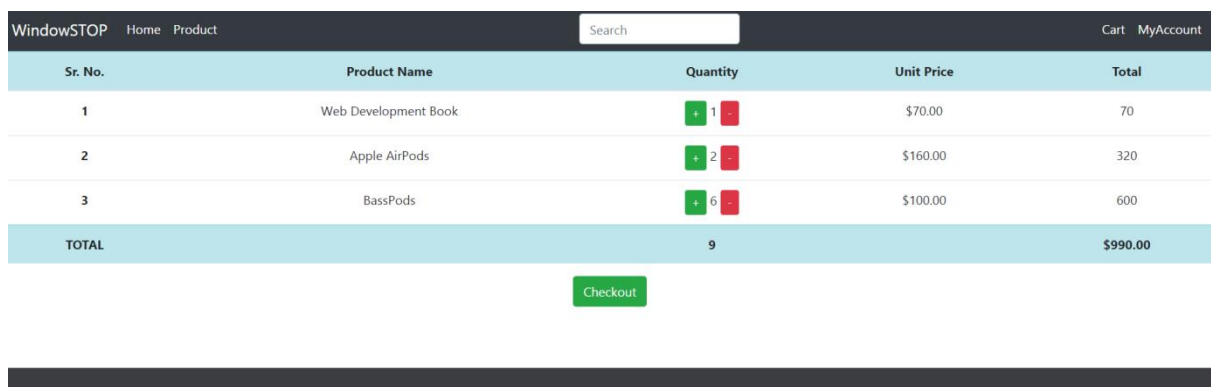 WindowSTOP Home Product Search Cart MyAccount
Sr. No. Product Name Quantity Unit Price Total
1 Web Development Book + 1 - $70.00 70
2 Apple AirPods + 2 - $160.00 320
3 BassPods + 6 - $100.00 600
TOTAL 9 $990.00
Checkout